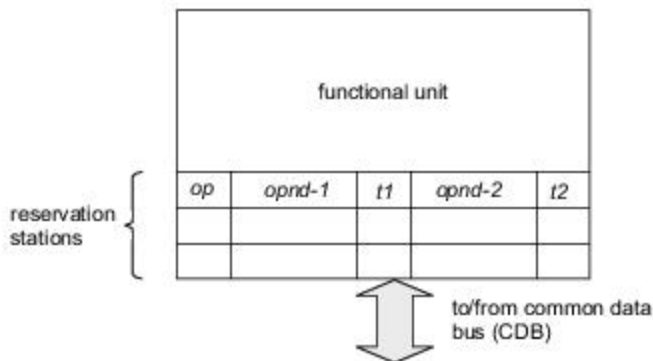 functional unit
op opnd-1 t1 opnd-2 t2
reservation
stations
to/from common data
bus (CDB)